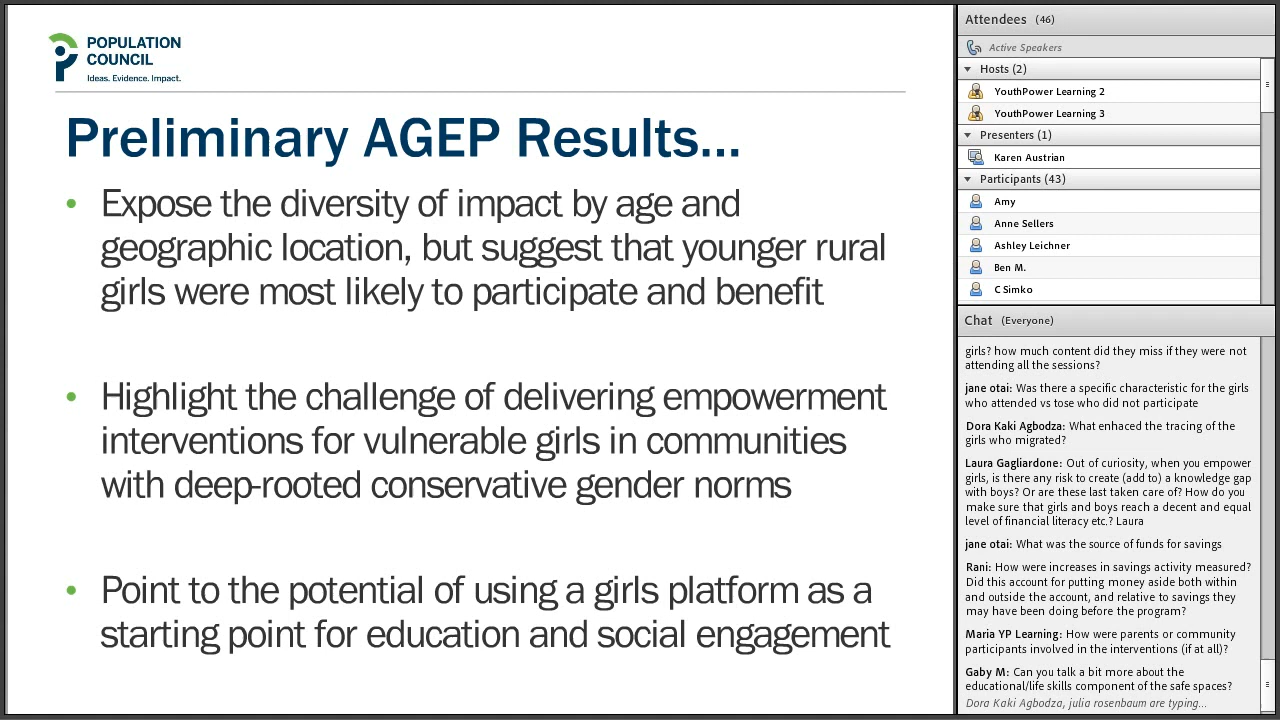 POPULATION
COUNCIL
Ideas. Evidence. Impact.
Preliminary AGEP Results...
• Expose the diversity of impact by age and
geographic location, but suggest that younger rural
girls were most likely to participate and benefit
• Highlight the challenge of delivering empowerment
interventions for vulnerable girls in communities
with deep-rooted conservative gender norms
• Point to the potential of using a girls platform as a
starting point for education and social engagement
Attendees (46)
Active Speakers
Hosts (2)
YouthPower Learning 2
YouthPower Learning 3
Presenters (1)
Karen Austrian
Participants (43)
Amy
Anne Sellers
Ashley Leichner
Ben M.
C Simko
Chat (Everyone)
girls? how much content did they miss if they were not
attending all the sessions?
jane otai: Was there a specific characteristic for the girls
who attended vs tose who did not participate
Dora Kaki Agbodza: What enhaced the tracing of the
girls who migrated?
Laura Gagliardone: Out of curiosity, when you empower
girls, is there any risk to create (add to) a knowledge gap
with boys? Or are these last taken care of? How do you
make sure that girls and boys reach a decent and equal
level of financial literacy etc.? Laura
jane otai: What was the source of funds for savings
Rani: How were increases in savings activity measured?
Did this account for putting money aside both within
and outside the account, and relative to savings they
may have been doing before the program?
Maria YP Learning: How were parents or community
participants involved in the interventions (if at all)?
Gaby M: Can you talk a bit more about the
educational/life skills component of the safe spaces?
Dora Kaki Agbodza, julia rosenbaum are typing...